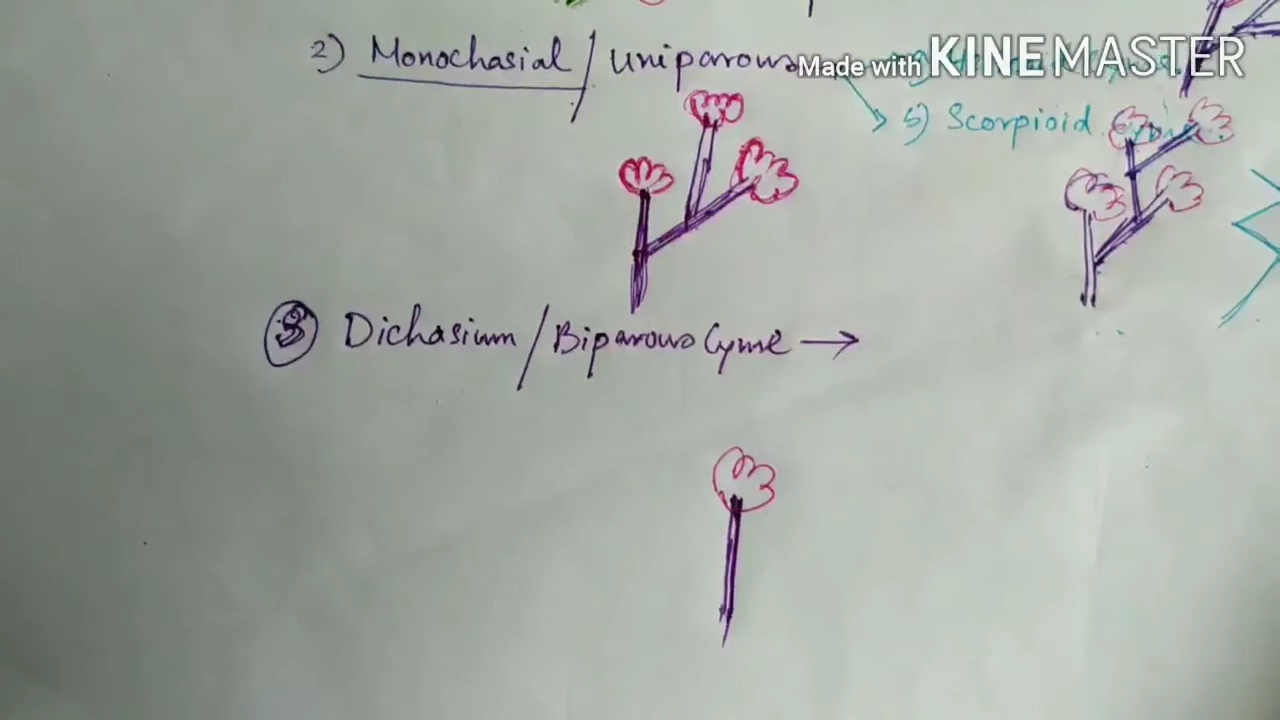 2) Monochasial / Uniparous
Made with KINEMASTER
5) Scorpioid
3 Dichasium / Biparous Cyme →